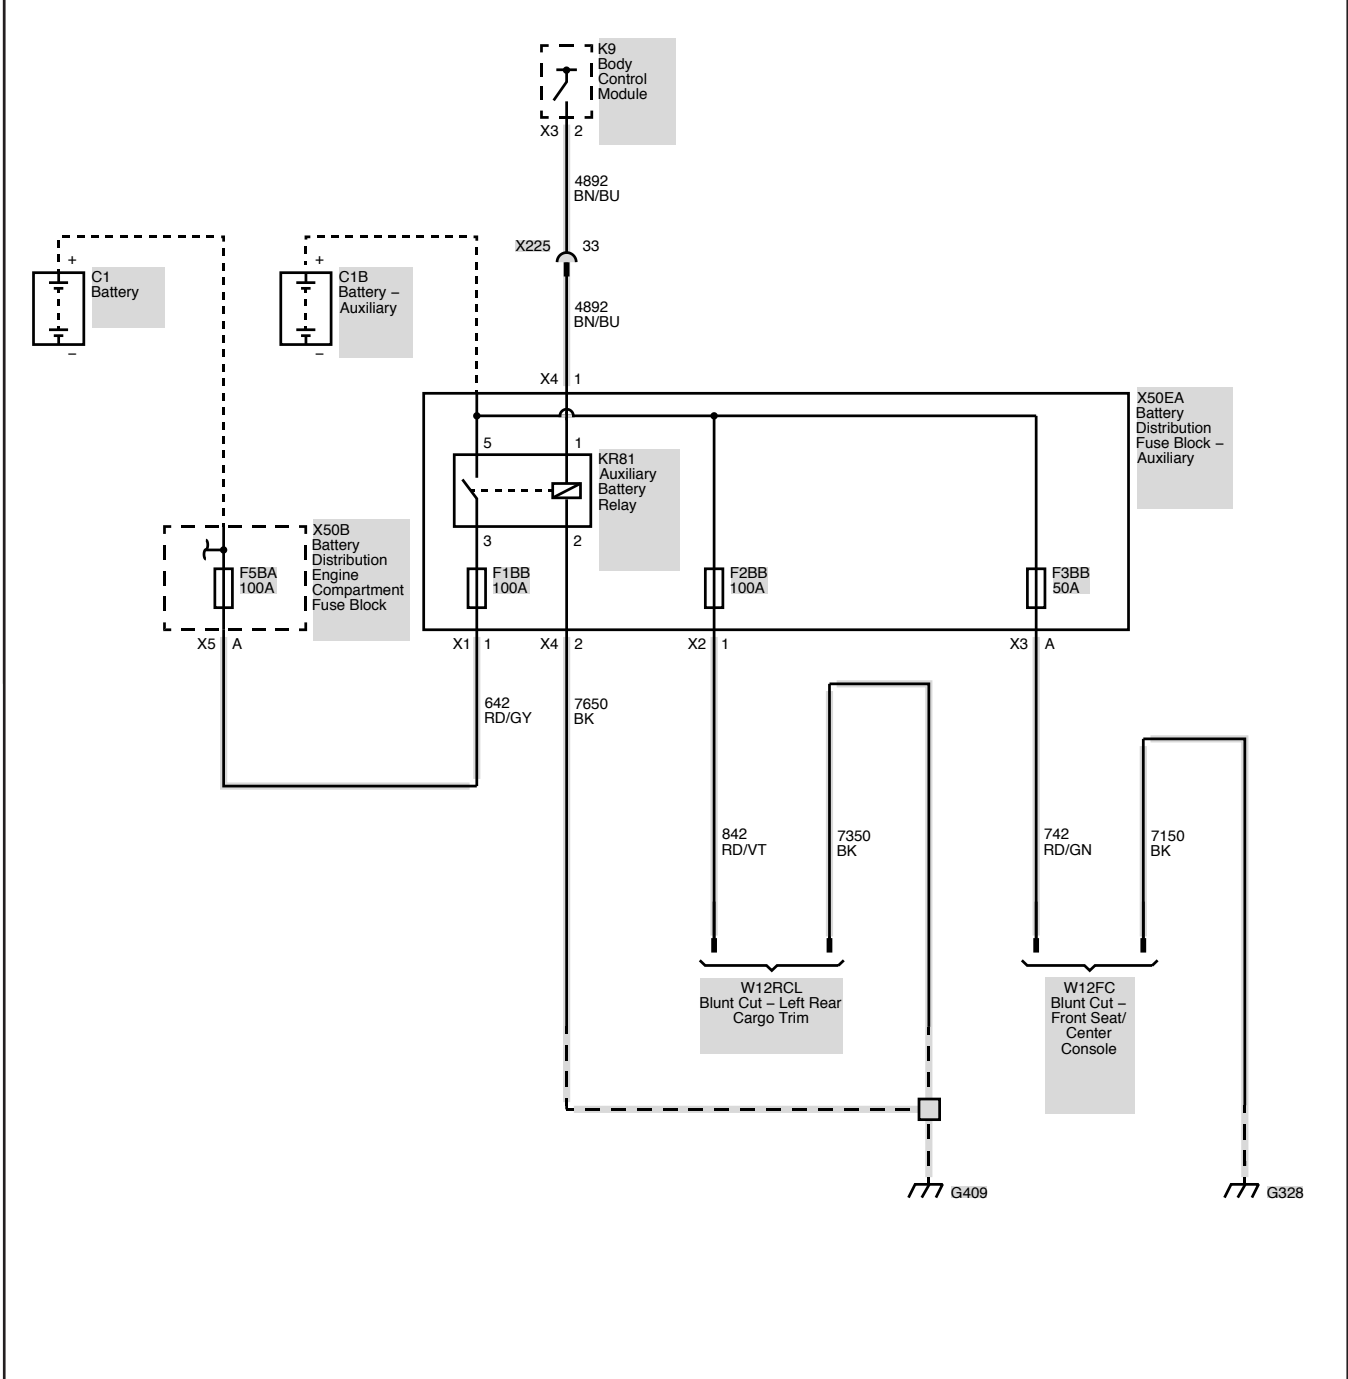 K9
Body
Control
Module
X3 2
4892
BN/BU
X225 33
+
C1
Battery
–
+
C1B
Battery –
Auxiliary
–
4892
BN/BU
X4 1
X50EA
Battery
Distribution
Fuse Block –
Auxiliary
5 1
KR81
Auxiliary
Battery
Relay
3 2
X50B
Battery
Distribution
Engine
Compartment
Fuse Block
F5BA
100A
F1BB
100A
F2BB
100A
F3BB
50A
X5 A
X1 1
X4 2
X2 1
X3 A
642
RD/GY
7650
BK
842
RD/VT
7350
BK
742
RD/GN
7150
BK
W12RCL
Blunt Cut – Left Rear
Cargo Trim
W12FC
Blunt Cut –
Front Seat/
Center
Console
G409
G328